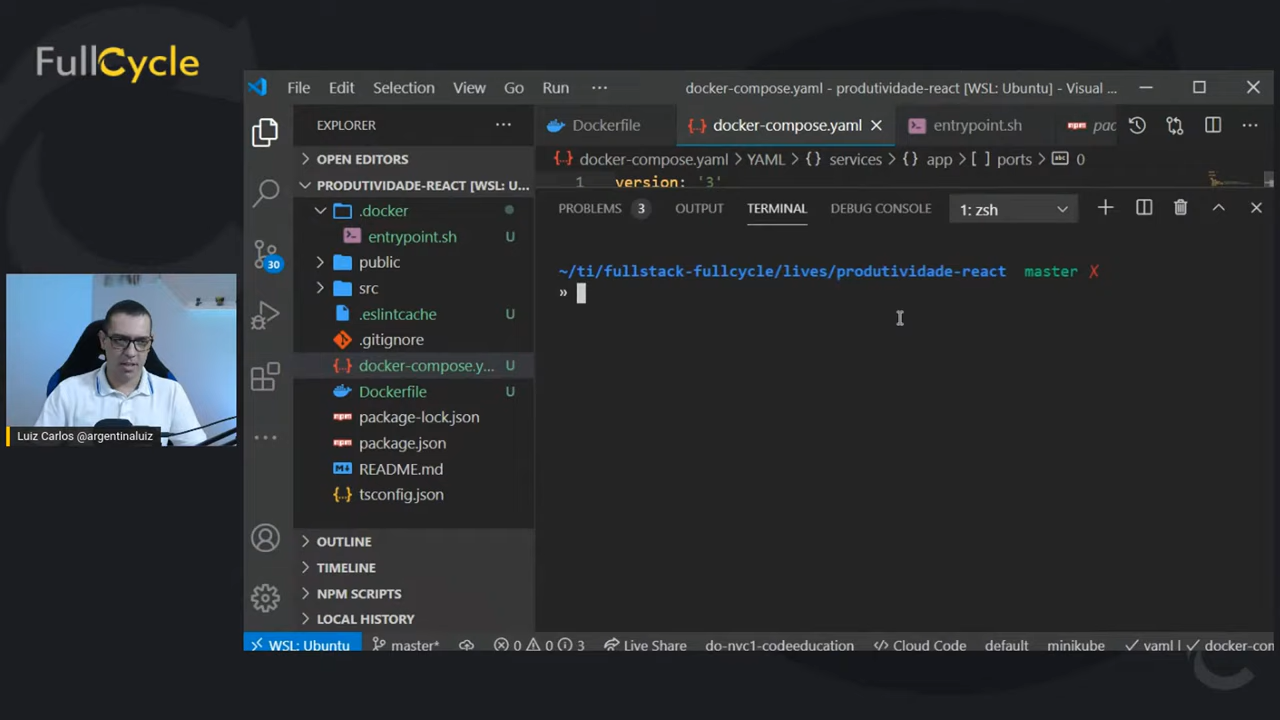 FullCycle
File Edit Selection View Go Run ··· docker-compose.yaml - produtividade-react [WSL: Ubuntu] - Visual ...
EXPLORER ···
Dockerfile docker-compose.yaml entrypoint.sh pac ···
OPEN EDITORS
docker-compose.yaml > YAML > {} services > {} app > [ ] ports > 0
PRODUTIVIDADE-REACT [WSL: U...
1 version: '3'
.docker
PROBLEMS 3 OUTPUT TERMINAL DEBUG CONSOLE 1: zsh
entrypoint.sh U
public
~/ti/fullstack-fullcycle/lives/produtividade-react master X
»
src
.eslintcache U
.gitignore
docker-compose.y... U
Dockerfile U
package-lock.json
package.json
README.md
tsconfig.json
30
OUTLINE
TIMELINE
NPM SCRIPTS
LOCAL HISTORY
WSL: Ubuntu master* 0 0 3 Live Share do-nyc1-codeeducation Cloud Code default minikube yaml | docker-com
Luiz Carlos @argentinaluiz